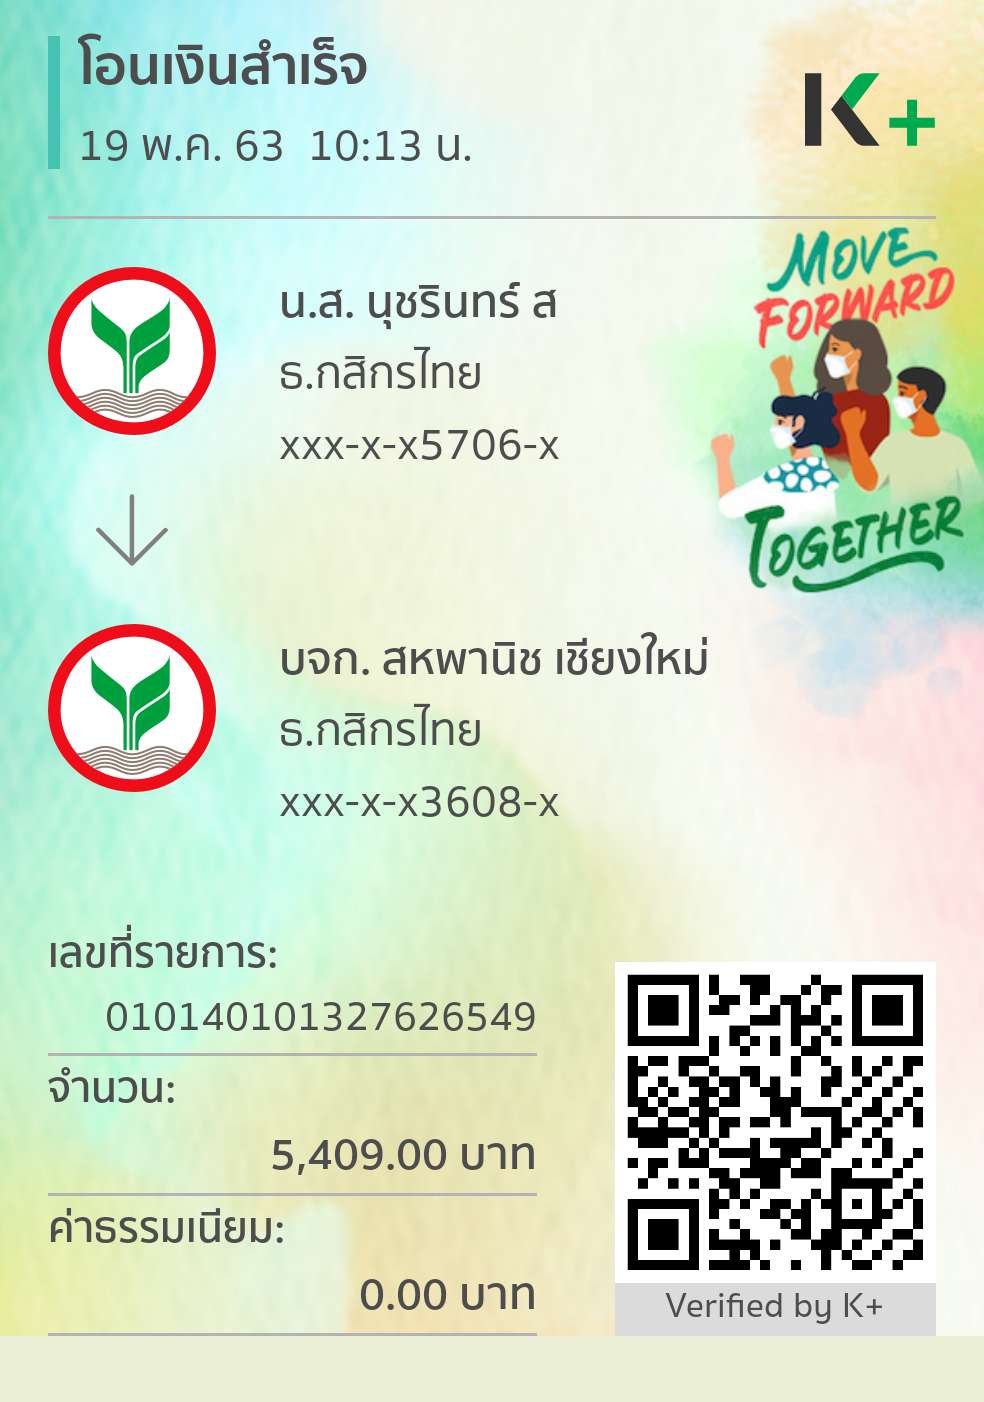 โอนเงินสำเร็จ
19 พ.ค. 63 10:13 น.
K+
MOVE
FORWARD
TOGETHER
น.ส. นุชรินทร์ ส
ธ.กสิกรไทย
xxx-x-x5706-x
บจก. สหพานิช เชียงใหม่
ธ.กสิกรไทย
xxx-x-x3608-x
เลขที่รายการ:
010140101327626549
จำนวน:
5,409.00 บาท
ค่าธรรมเนียม:
0.00 บาท
Verified by K+